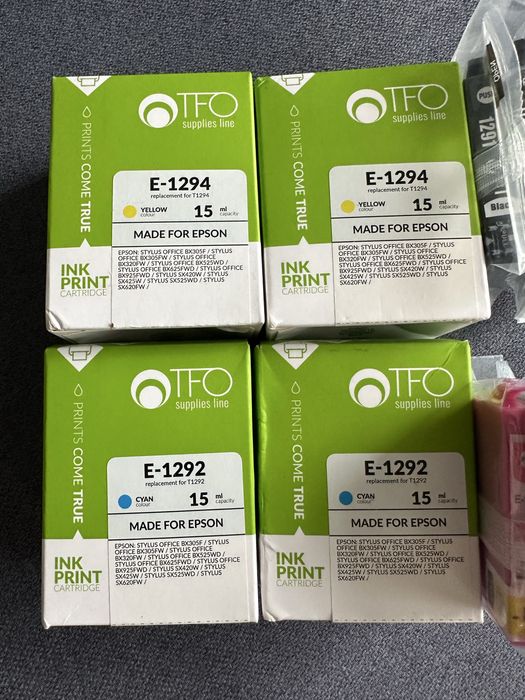 TFO
supplies line
PRINTS COME TRUE
E-1294
replacement for T1294
YELLOW
colour
15 ml
capacity
MADE FOR EPSON
EPSON: STYLUS OFFICE BX305F / STYLUS
OFFICE BX305FW / STYLUS OFFICE
BX320FW / STYLUS OFFICE BX525WD
/ STYLUS OFFICE BX625FWD / STYLUS OFFICE
BX925FWD / STYLUS SX420W / STYLUS
SX425W / STYLUS SX525WD / STYLUS
SX620FW /
INK
PRINT
CARTRIDGE
TFO
supplies line
PRINTS COME TRUE
E-1294
replacement for T1294
YELLOW
colour
15 ml
capacity
MADE FOR EPSON
EPSON: STYLUS OFFICE BX305F / STYLUS
OFFICE BX305FW / STYLUS OFFICE
BX320FW / STYLUS OFFICE BX525WD
/ STYLUS OFFICE BX625FWD / STYLUS OFFICE
BX925FWD / STYLUS SX420W / STYLUS
SX425W / STYLUS SX525WD / STYLUS
SX620FW /
INK
PRINT
CARTRIDGE
OPEN
PUSH
1291
Black
TFO
supplies line
PRINTS COME TRUE
E-1292
replacement for T1292
CYAN
colour
15 ml
capacity
MADE FOR EPSON
EPSON: STYLUS OFFICE BX305F / STYLUS
OFFICE BX305FW / STYLUS OFFICE
BX320FW / STYLUS OFFICE BX525WD
/ STYLUS OFFICE BX625FWD / STYLUS OFFICE
BX925FWD / STYLUS SX420W / STYLUS
SX425W / STYLUS SX525WD / STYLUS
SX620FW /
INK
PRINT
CARTRIDGE
TFO
supplies line
PRINTS COME TRUE
E-1292
replacement for T1292
CYAN
colour
15 ml
capacity
MADE FOR EPSON
EPSON: STYLUS OFFICE BX305F / STYLUS
OFFICE BX305FW / STYLUS OFFICE
BX320FW / STYLUS OFFICE BX525WD
/ STYLUS OFFICE BX625FWD / STYLUS OFFICE
BX925FWD / STYLUS SX420W / STYLUS
SX425W / STYLUS SX525WD / STYLUS
SX620FW /
INK
PRINT
CARTRIDGE